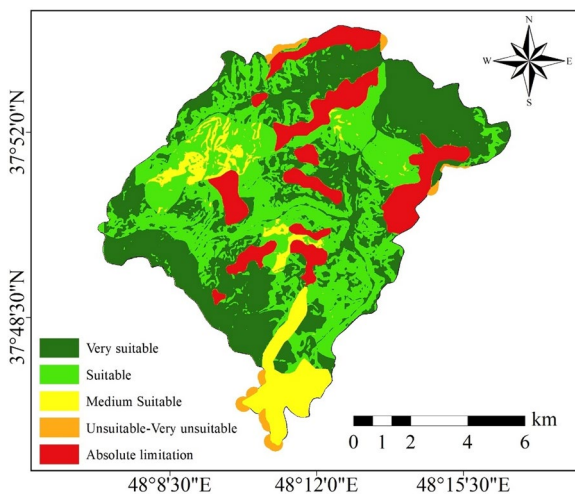 N
W E
S
37°52'0"N
37°48'30"N
Very suitable
Suitable
Medium Suitable
Unsuitable-Very unsuitable
Absolute limitation
km
0 1 2 4 6
48°8'30"E 48°12'0"E 48°15'30"E